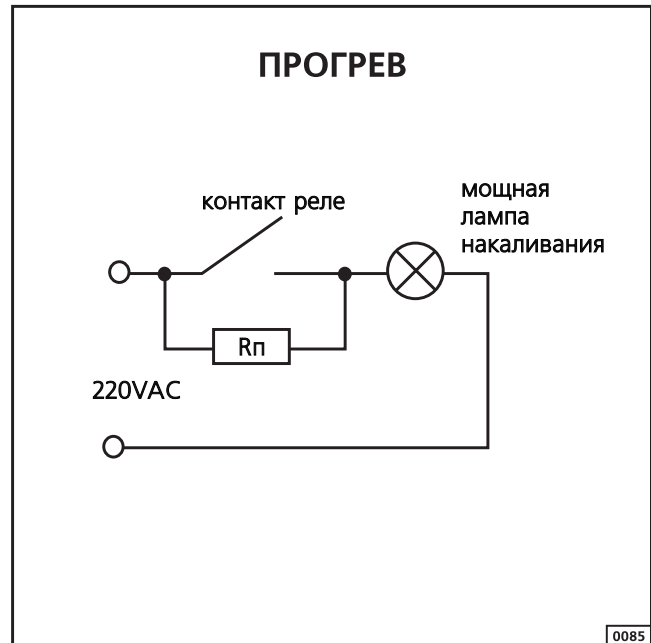 ПРОГРЕВ
контакт реле
мощная
лампа
накаливания
Rп
220VAC
0085